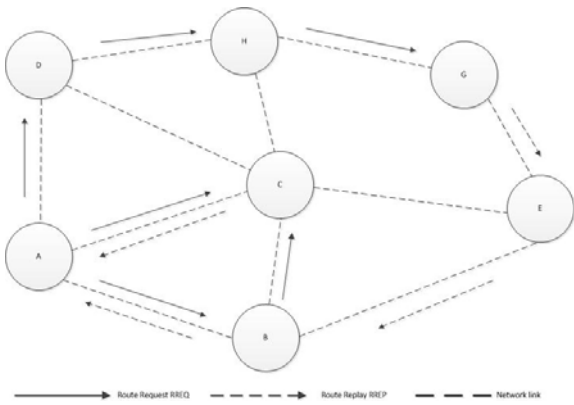 H
D
G
C
E
A
B
Route Request RREQ
Route Replay RREP
Network link